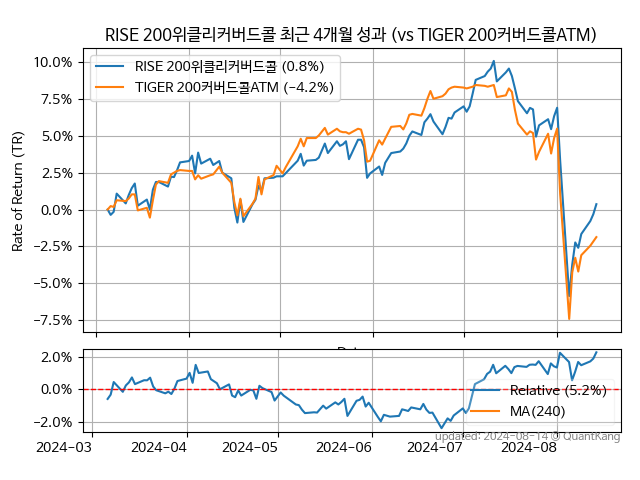 RISE 200위클리커버드콜 최근 4개월 성과 (vs TIGER 200커버드콜ATM)
RISE 200위클리커버드콜 (0.8%)
TIGER 200커버드콜ATM (−4.2%)
Rate of Return (TR)
10.0%
7.5%
5.0%
2.5%
0.0%
−2.5%
−5.0%
−7.5%
2.0%
0.0%
−2.0%
Relative (5.2%)
MA(240)
2024-03
2024-04
2024-05
2024-06
2024-07
2024-08
updated: 2024-08-14 © QuantKang